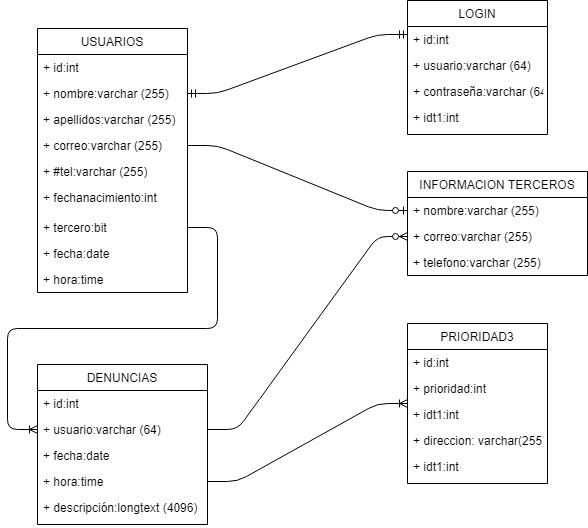 USUARIOS
+ id:int
+ nombre:varchar (255)
+ apellidos:varchar (255)
+ correo:varchar (255)
+ #tel:varchar (255)
+ fechanacimiento:int
+ tercero:bit
+ fecha:date
+ hora:time
LOGIN
+ id:int
+ usuario:varchar (64)
+ contraseña:varchar (64
+ idt1:int
INFORMACION TERCEROS
+ nombre:varchar (255)
+ correo:varchar (255)
+ telefono:varchar (255)
DENUNCIAS
+ id:int
+ usuario:varchar (64)
+ fecha:date
+ hora:time
+ descripción:longtext (4096)
PRIORIDAD3
+ id:int
+ prioridad:int
+ idt1:int
+ direccion: varchar(255
+ idt1:int